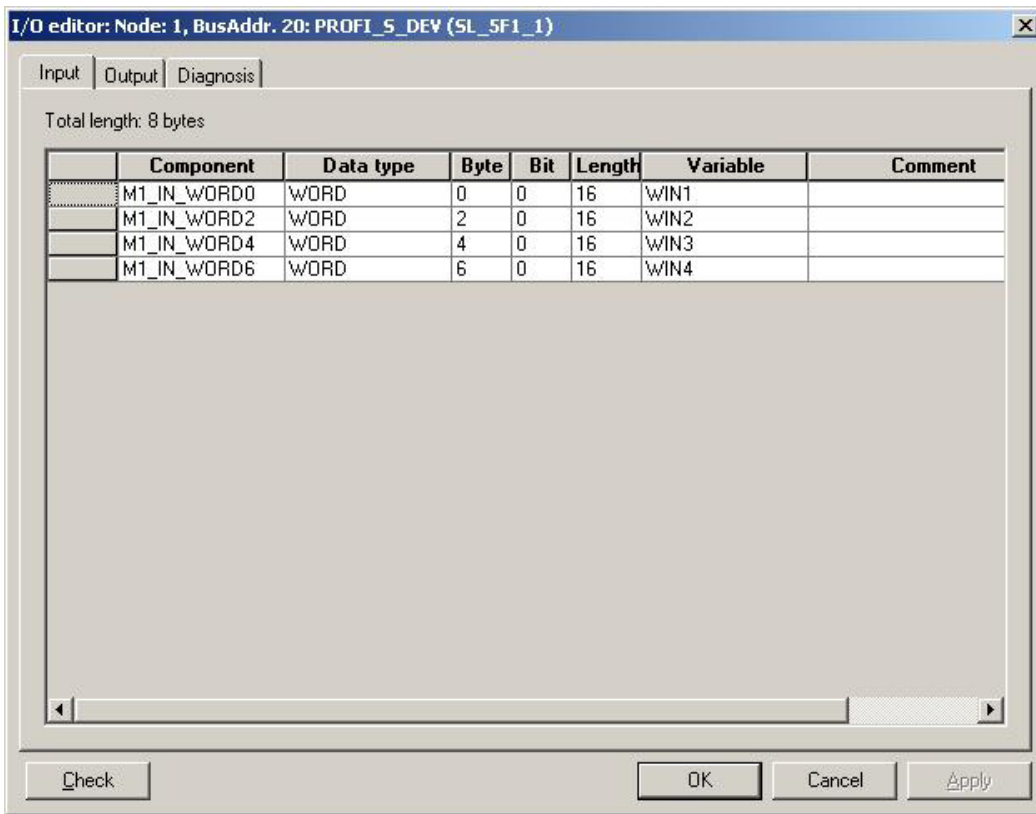 I/O editor: Node: 1, BusAddr. 20: PROFI_S_DEV (SL_5F1_1)
Input Output Diagnosis
Total length: 8 bytes
Component Data type Byte Bit Length Variable Comment
M1_IN_WORD0 WORD 0 0 16 WIN1
M1_IN_WORD2 WORD 2 0 16 WIN2
M1_IN_WORD4 WORD 4 0 16 WIN3
M1_IN_WORD6 WORD 6 0 16 WIN4
Check OK Cancel Apply